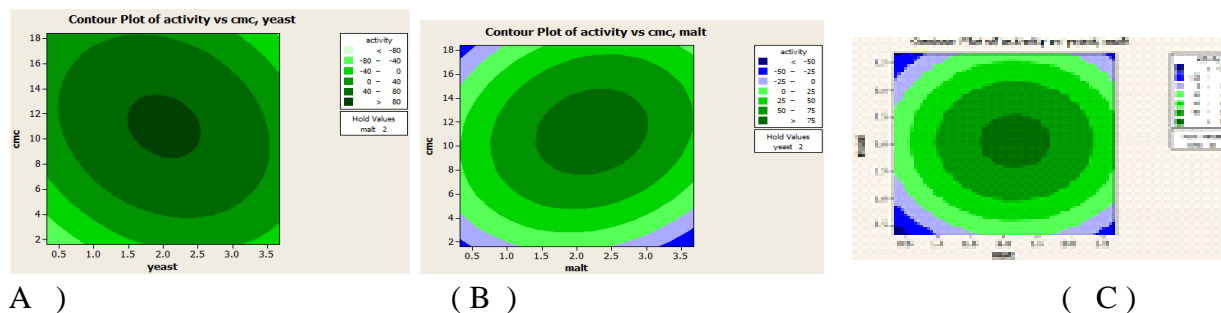 Contour Plot of activity vs cmc, yeast
18
16
14
12
10
8
6
4
2
cmc
0.5 1.0 1.5 2.0 2.5 3.0 3.5
yeast
activity
< -80
-80 – -40
-40 – 0
0 – 40
40 – 80
> 80
Hold Values
malt 2
Contour Plot of activity vs cmc, malt
18
16
14
12
10
8
6
4
2
cmc
0.5 1.0 1.5 2.0 2.5 3.0 3.5
malt
activity
< -50
-50 – -25
-25 – 0
0 – 25
25 – 50
50 – 75
> 75
Hold Values
yeast 2
A )
( B )
( C )